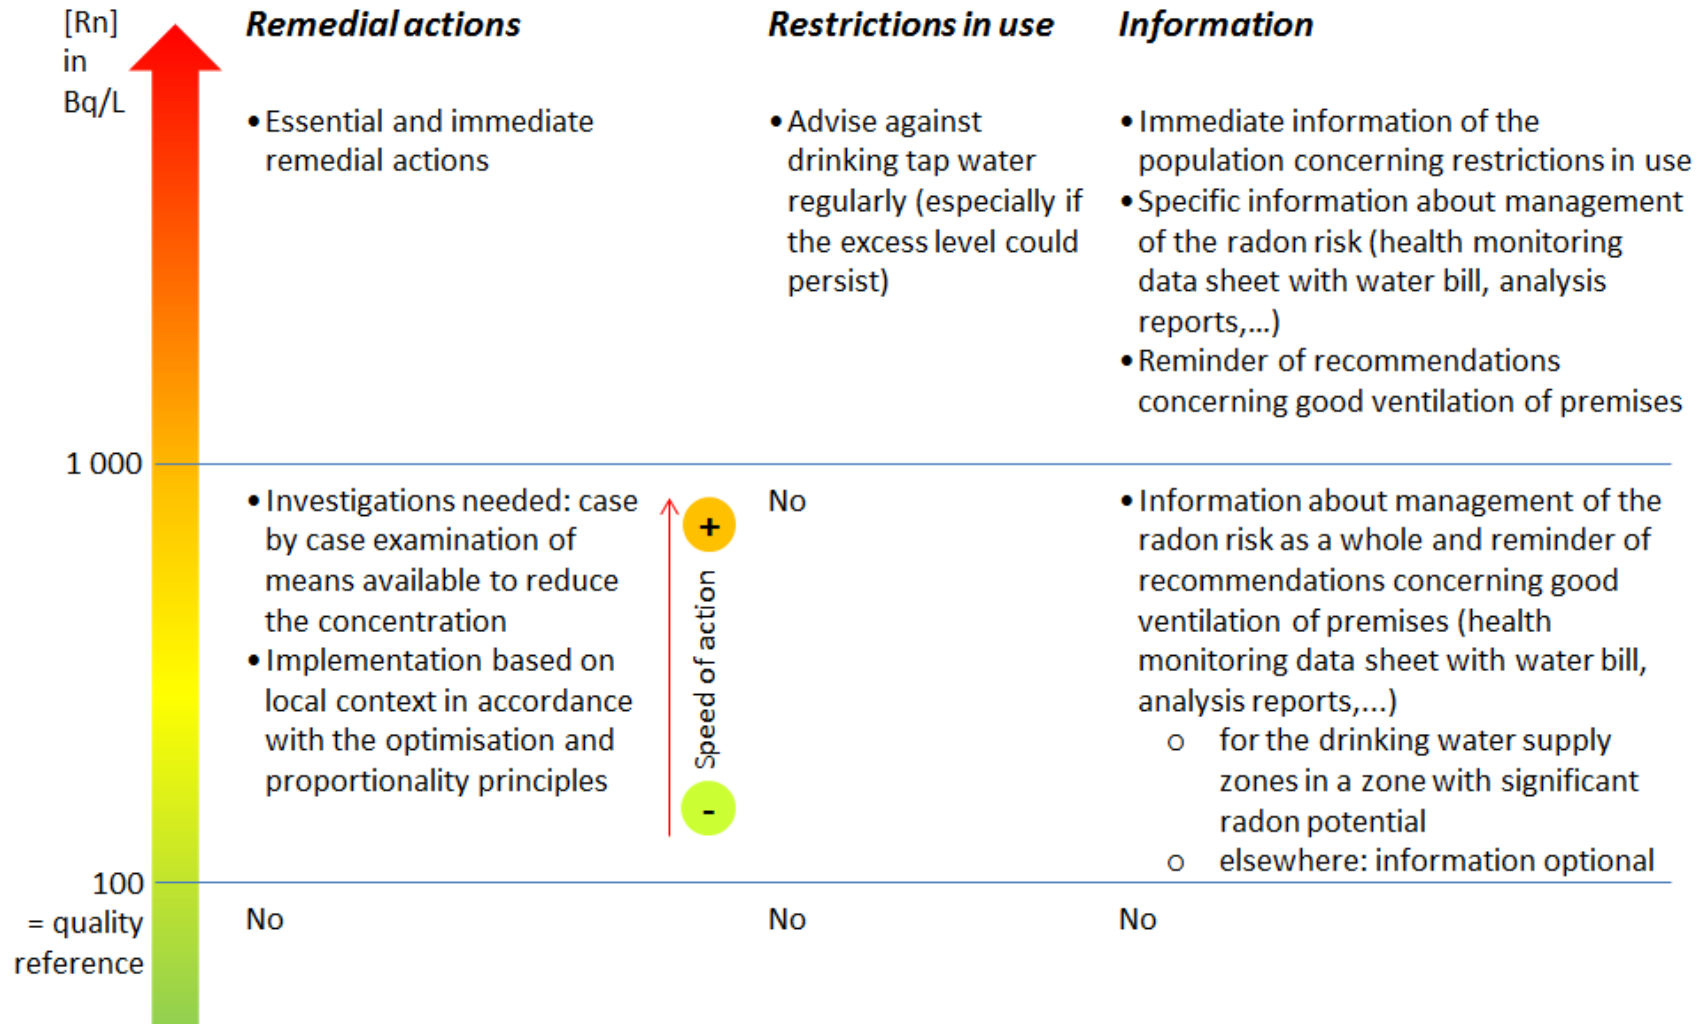 [Rn]
in
Bq/L
Remedial actions
Restrictions in use
Information
•Essential and immediate
remedial actions
•Advise against
drinking tap water
regularly (especially if
the excess level could
persist)
•Immediate information of the
population concerning restrictions in use
•Specific information about management
of the radon risk (health monitoring
data sheet with water bill, analysis
reports,...)
•Reminder of recommendations
concerning good ventilation of premises
1 000
•Investigations needed: case
by case examination of
means available to reduce
the concentration
•Implementation based on
local context in accordance
with the optimisation and
proportionality principles
+
Speed of action
-
No
•Information about management of the
radon risk as a whole and reminder of
recommendations concerning good
ventilation of premises (health
monitoring data sheet with water bill,
analysis reports,...)
o for the drinking water supply
zones in a zone with significant
radon potential
o elsewhere: information optional
100
= quality
reference
No
No
No